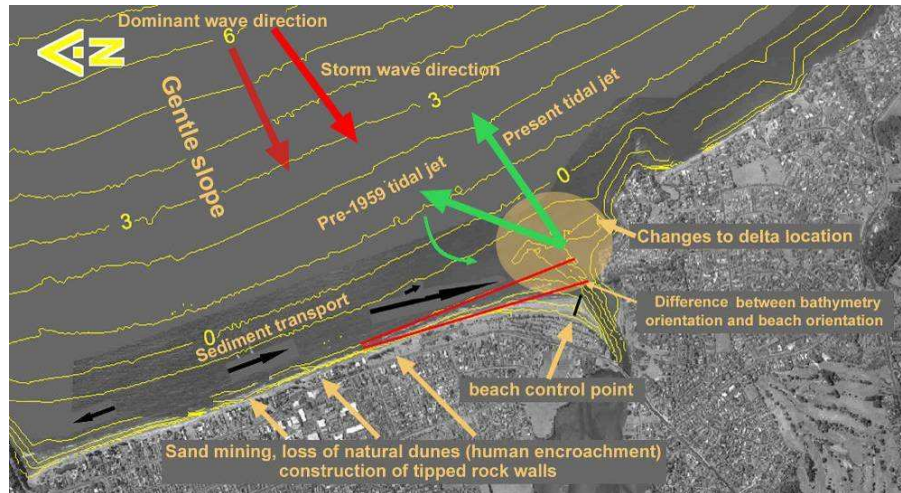 Dominant wave direction
6
N
Storm wave direction
3
Gentle slope
Present tidal jet
Pre-1959 tidal jet
0
3
Changes to delta location
Difference between bathymetry
orientation and beach orientation
0
Sediment transport
beach control point
Sand mining, loss of natural dunes (human encroachment)
construction of tipped rock walls